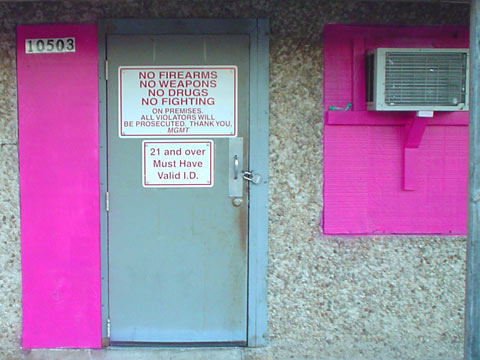 10503
NO FIREARMS
NO WEAPONS
NO DRUGS
NO FIGHTING
ON PREMISES.
ALL VIOLATORS WILL
BE PROSECUTED. THANK YOU,
MGMT
21 and over
Must Have
Valid I.D.